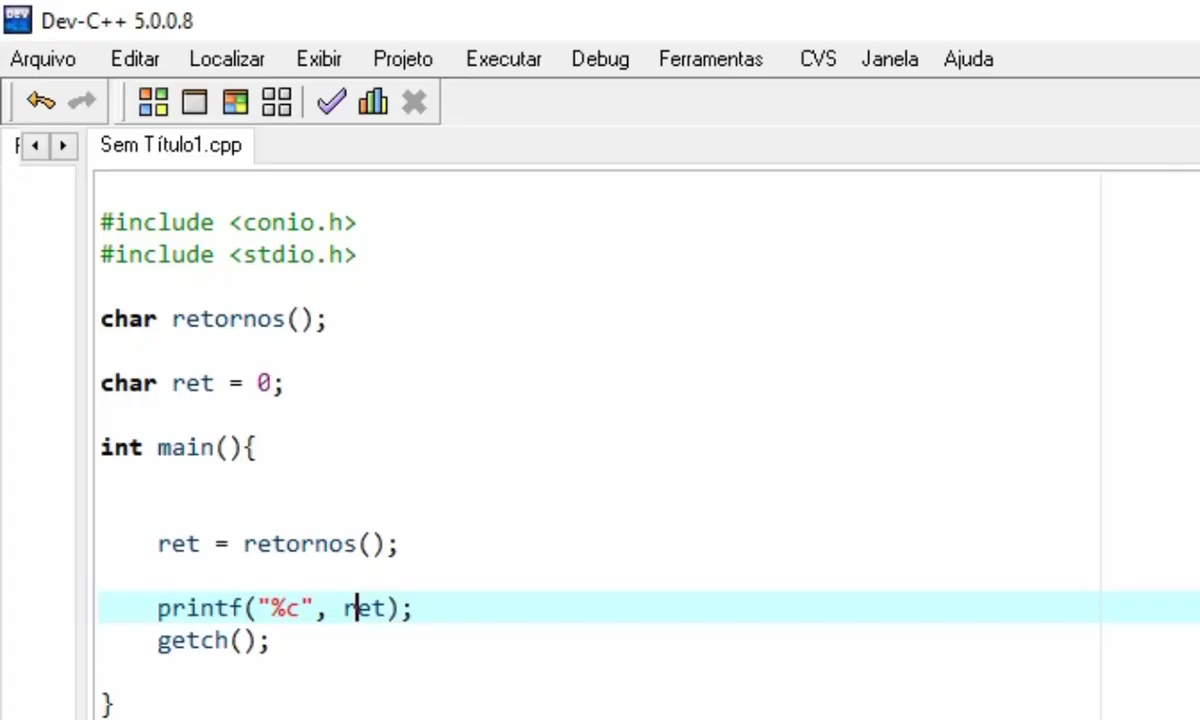 Dev-C++ 5.0.0.8
Arquivo Editar Localizar Exibir Projeto Executar Debug Ferramentas CVS Janela Ajuda
Sem Título1.cpp
#include <conio.h>
#include <stdio.h>
char retornos();
char ret = 0;
int main(){
ret = retornos();
printf("%c", ret);
getch();
}